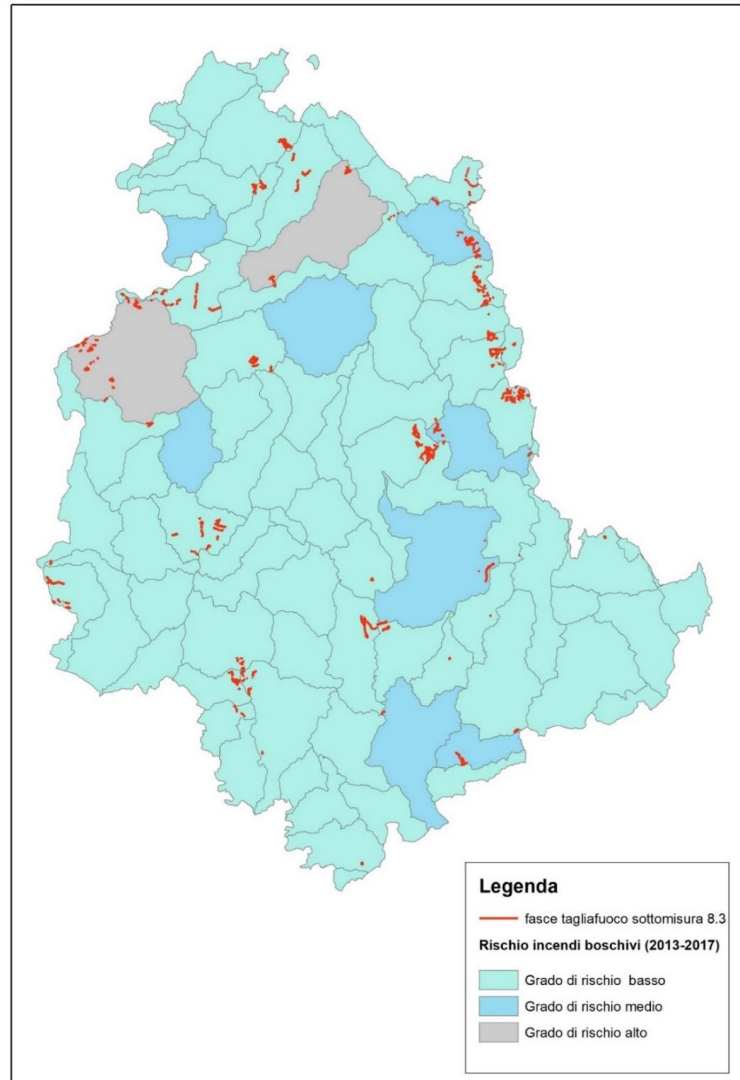 Legenda
fasce tagliafuoco sottomisura 8.3
Rischio incendi boschivi (2013-2017)
Grado di rischio  basso
Grado di rischio medio
Grado di rischio alto